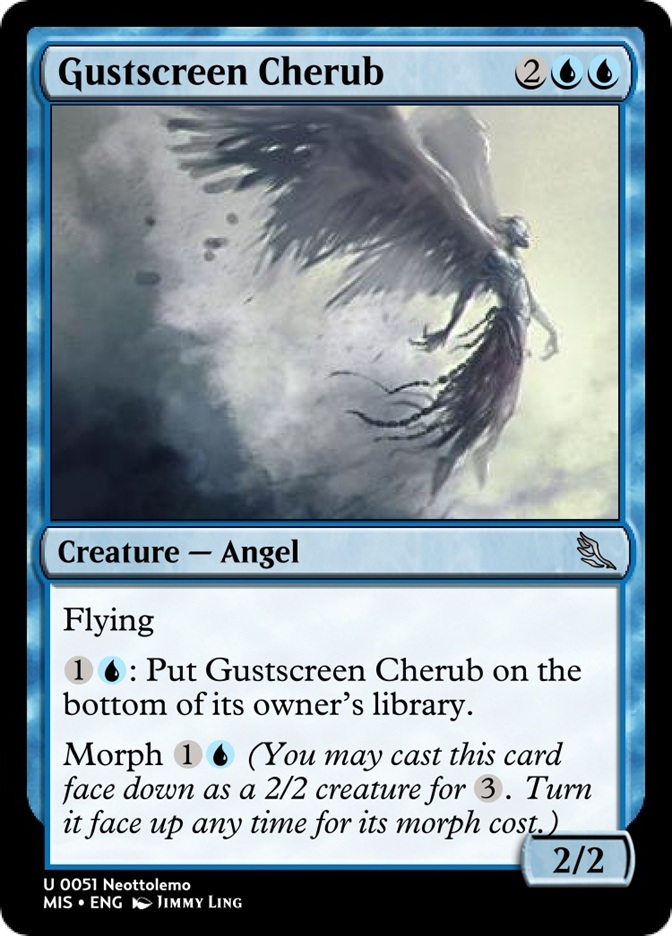 Gustscreen Cherub 2
Creature — Angel
Flying
1 : Put Gustscreen Cherub on the
bottom of its owner's library.
Morph 1 (You may cast this card
face down as a 2/2 creature for 3. Turn
it face up any time for its morph cost.)
2/2
U 0051 Neottolemo
MIS • ENG Jimmy Ling